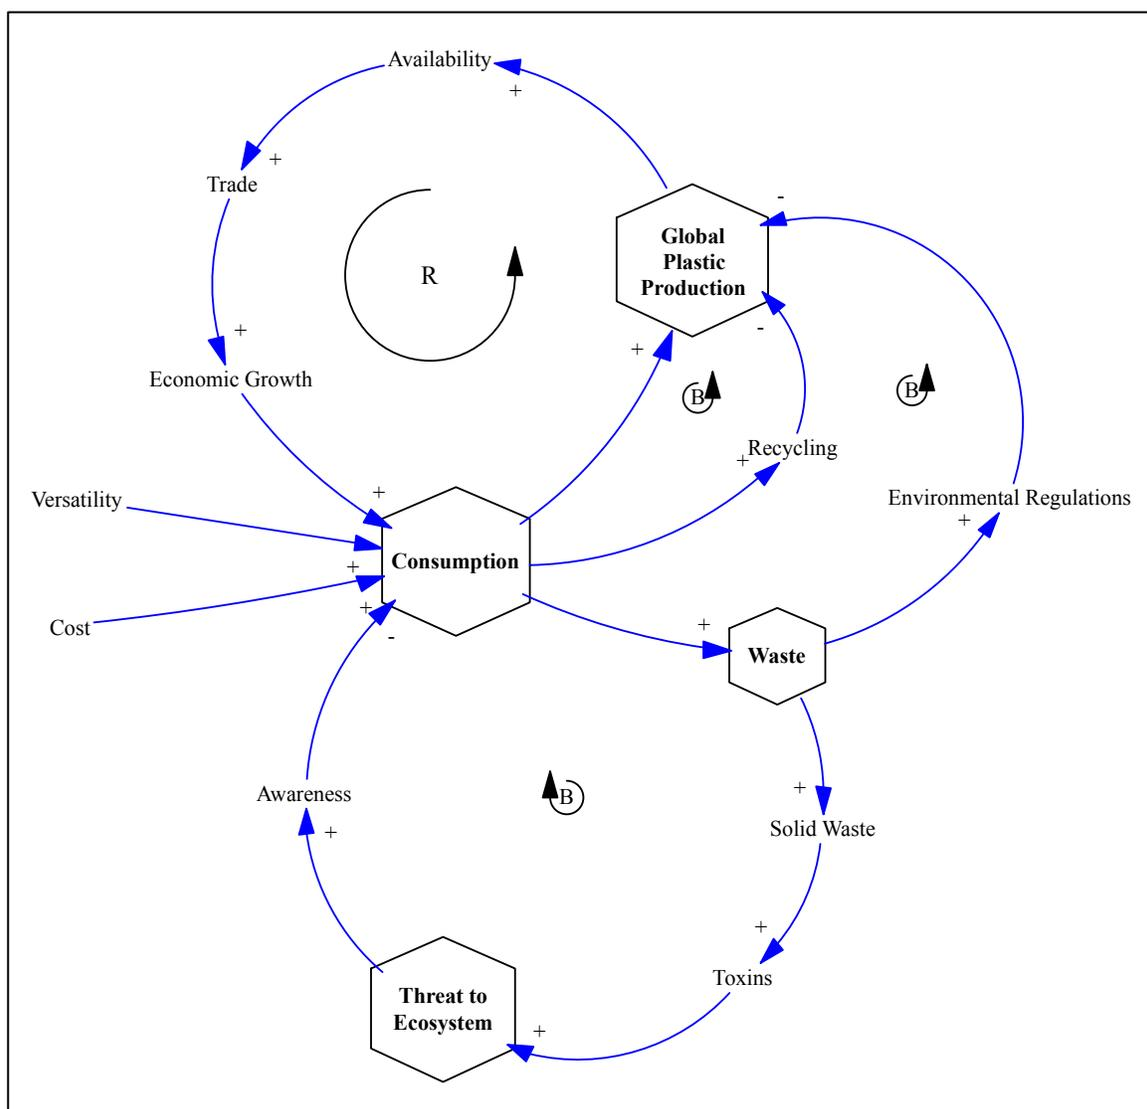 Availability
+
+
Trade
-
Global
Plastic
Production
R
+
-
+
Economic Growth
B
B
+
Recycling
+
Versatility
Environmental Regulations
+
Consumption
+
+
Cost
-
+
Waste
Awareness
+
B
+
Solid Waste
+
Toxins
Threat to
Ecosystem
+